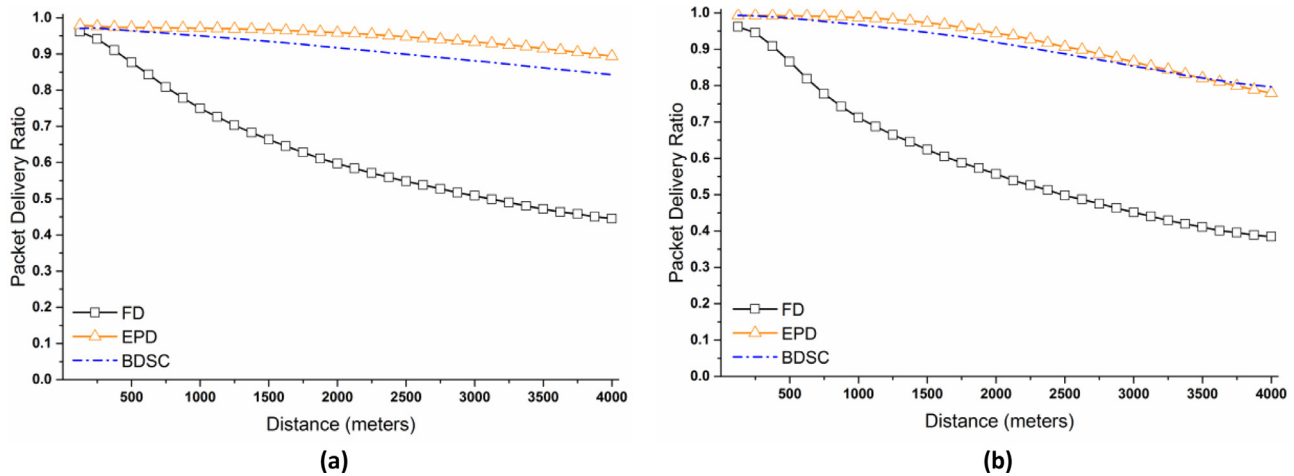 (a)
1.0
0.9
0.8
0.7
0.6
0.5
0.4
0.3
0.2
0.1
0.0
Packet Delivery Ratio
FD
EPD
BDSC
500 1000 1500 2000 2500 3000 3500 4000
Distance (meters)
(a)
(b)
1.0
0.9
0.8
0.7
0.6
0.5
0.4
0.3
0.2
0.1
0.0
Packet Delivery Ratio
FD
EPD
BDSC
500 1000 1500 2000 2500 3000 3500 4000
Distance (meters)
(b)